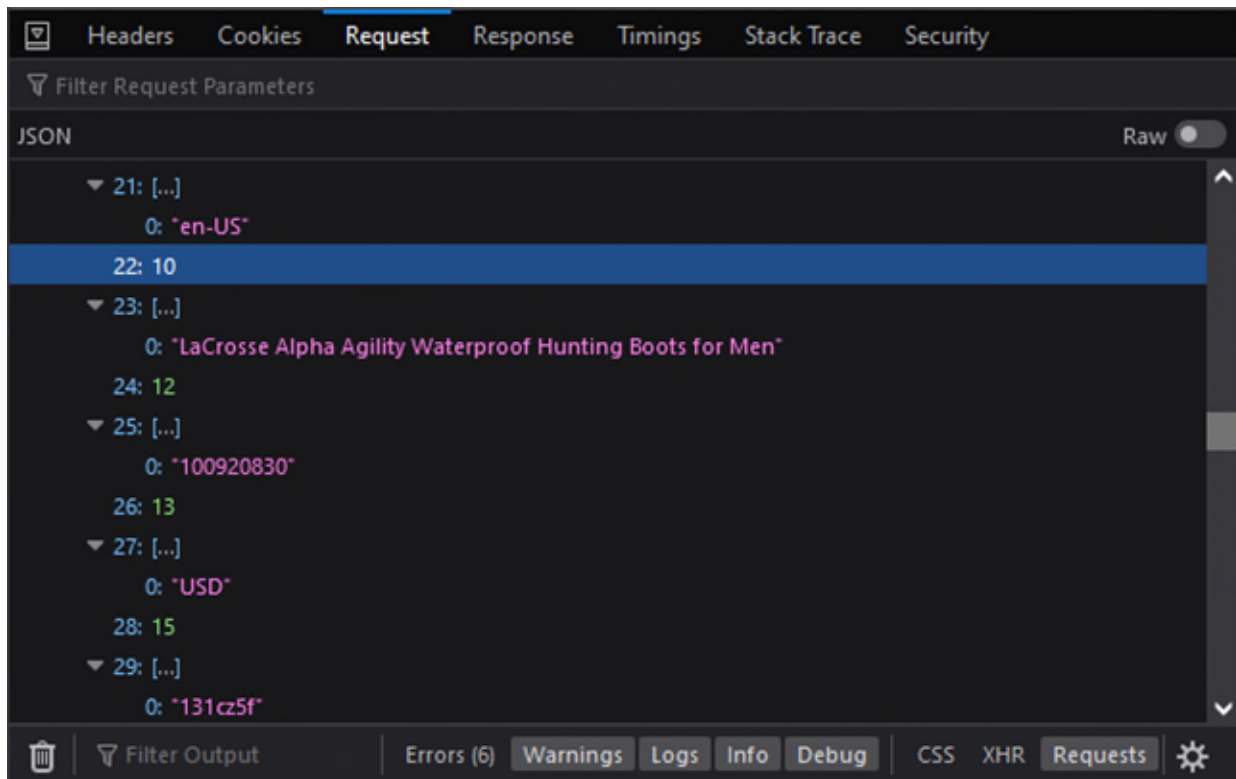 Headers Cookies Request Response Timings Stack Trace Security
Filter Request Parameters
JSON Raw
21: [...]
0: "en-US"
22: 10
23: [...]
0: "LaCrosse Alpha Agility Waterproof Hunting Boots for Men"
24: 12
25: [...]
0: "100920830"
26: 13
27: [...]
0: "USD"
28: 15
29: [...]
0: "131cz5f"
Filter Output Errors (6) Warnings Logs Info Debug CSS XHR Requests